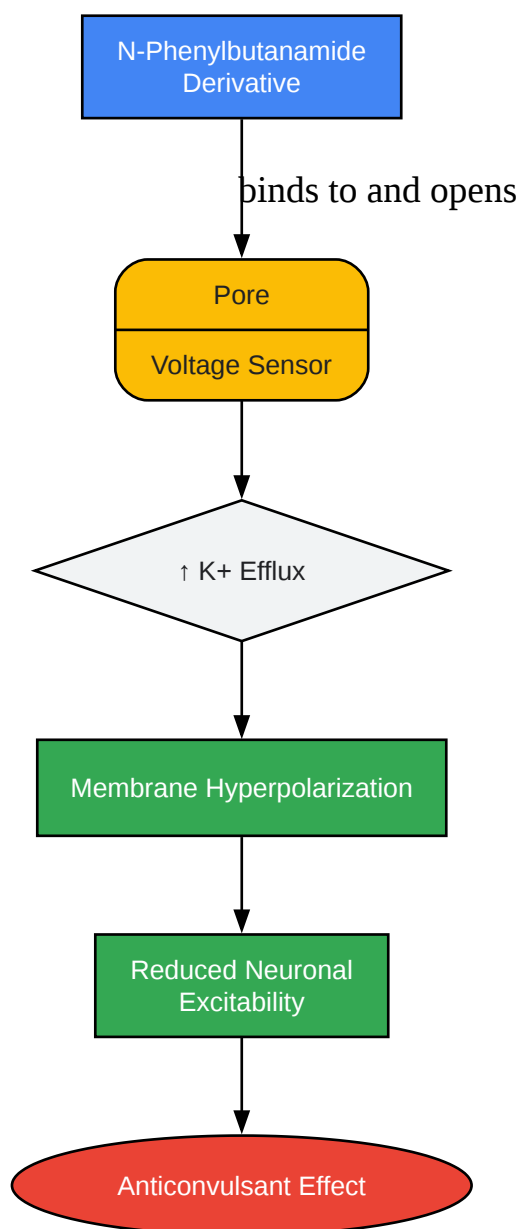 N-Phenylbutanamide
Derivative
binds to and opens
Pore
Voltage Sensor
↑ K+ Efflux
Membrane Hyperpolarization
Reduced Neuronal
Excitability
Anticonvulsant Effect